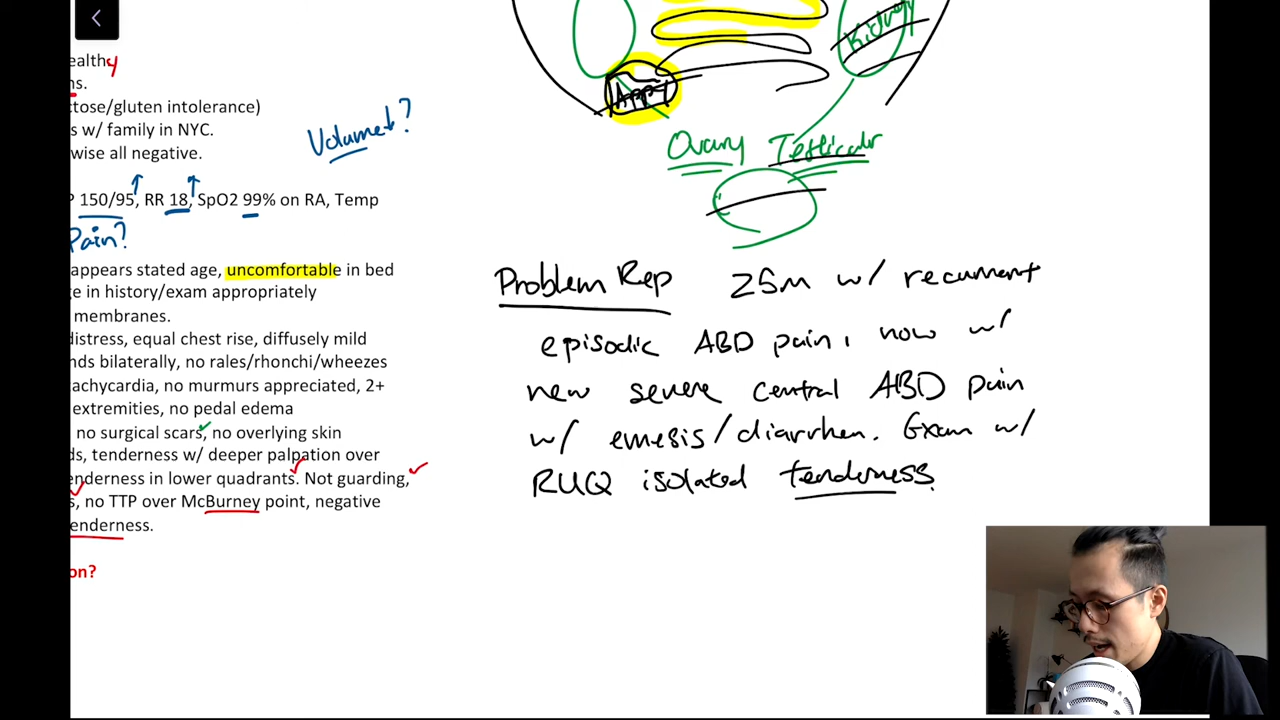 ealthy
ns.
ctose/gluten intolerance)
s w/ family in NYC.
wise all negative.
Volume↓?
P 150/95,↑ RR 18,↑ SpO2 99% on RA, Temp
Pain?
appears stated age, uncomfortable in bed
ge in history/exam appropriately
membranes.
distress, equal chest rise, diffusely mild
nds bilaterally, no rales/rhonchi/wheezes
achycardia, no murmurs appreciated, 2+
extremities, no pedal edema
no surgical scars, no overlying skin
ds, tenderness w/ deeper palpation over
enderness in lower quadrants. Not guarding,
s, no TTP over McBurney point, negative
enderness.
on?
Kidney
APPY
Ovary Testicular
Problem Rep 25m w/ recurrent
episodic ABD pain, now w/
new severe central ABD pain
w/ emesis/diarrhea. Exam w/
RUQ isolated tenderness.